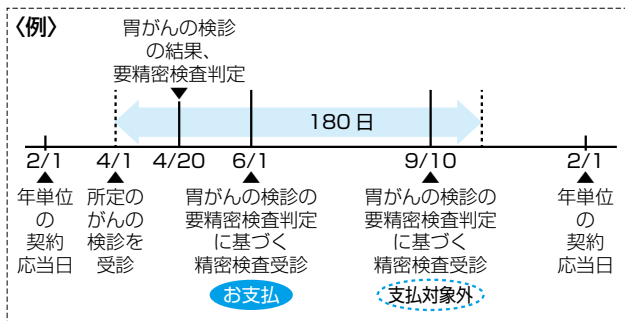 〈例〉
胃がんの検診
の結果、
要精密検査判定
180日
2/1
4/1
4/20
6/1
9/10
2/1
年単位
の
契約
応当日
所定の
がんの
検診を
受診
胃がんの検診の
要精密検査判定
に基づく
精密検査受診
お支払
胃がんの検診の
要精密検査判定
に基づく
精密検査受診
支払対象外
年単位
の
契約
応当日